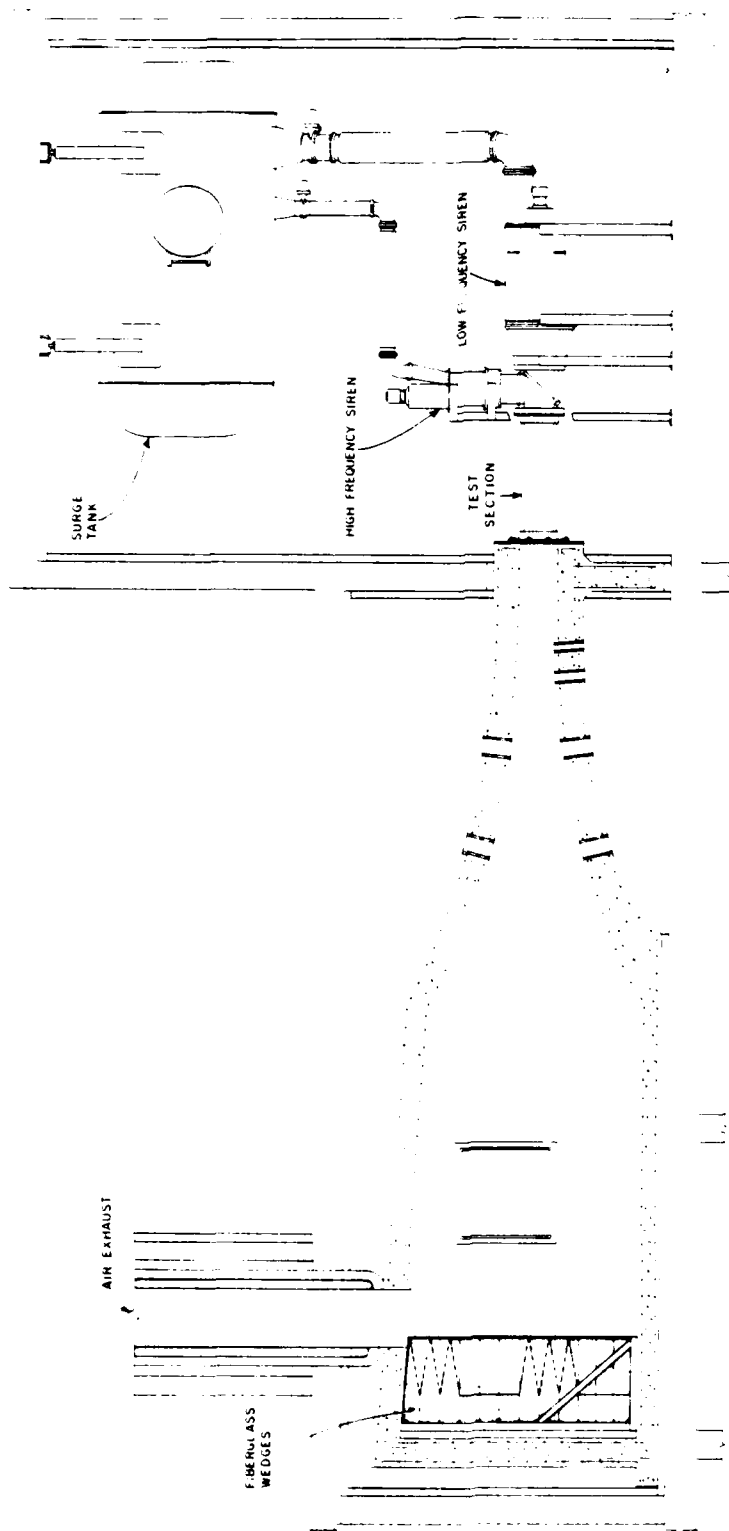 SURGE
TANK
HIGH FREQUENCY SIREN
LOW FREQUENCY SIREN
TEST
SECTION
AIR EXHAUST
FIBERGLASS
WEDGES